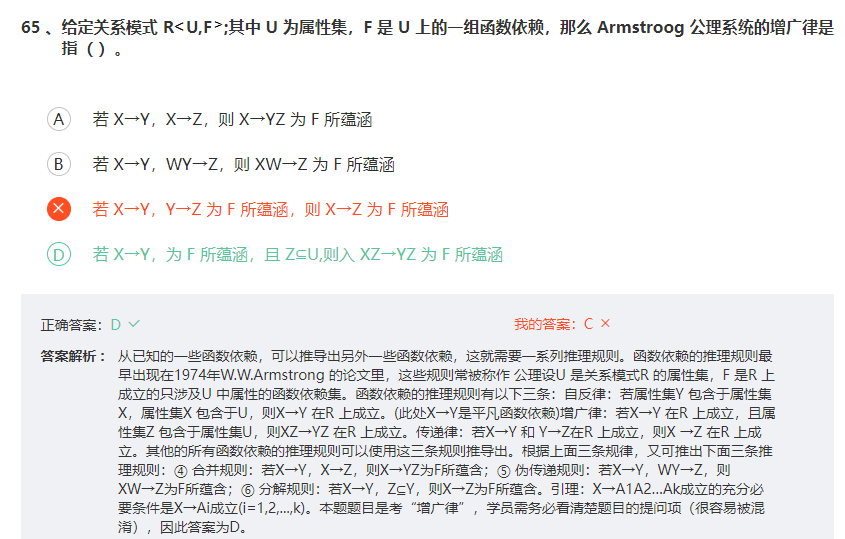 65 、给定关系模式 R<U,F>;其中 U 为属性集，F 是 U 上的一组函数依赖，那么 Armstroog 公理系统的增广律是
指（ ）。
A 若 X→Y，X→Z，则 X→YZ 为 F 所蕴涵
B 若 X→Y，WY→Z，则 XW→Z 为 F 所蕴涵
× 若 X→Y，Y→Z 为 F 所蕴涵，则 X→Z 为 F 所蕴涵
D 若 X→Y，为 F 所蕴涵，且 Z⊆U,则入 XZ→YZ 为 F 所蕴涵
正确答案：D ✓ 我的答案：C ×
答案解析： 从已知的一些函数依赖，可以推导出另外一些函数依赖，这就需要一系列推理规则。函数依赖的推理规则最
早出现在1974年W.W.Armstrong 的论文里，这些规则常被称作 公理设U 是关系模式R 的属性集，F 是R 上
成立的只涉及U 中属性的函数依赖集。函数依赖的推理规则有以下三条：自反律：若属性集Y 包含于属性集
X，属性集X 包含于U，则X→Y 在R 上成立。(此处X→Y是平凡函数依赖)增广律：若X→Y 在R 上成立，且属
性集Z 包含于属性集U，则XZ→YZ 在R 上成立。传递律：若X→Y 和 Y→Z在R 上成立，则X →Z 在R 上成
立。其他的所有函数依赖的推理规则可以使用这三条规则推导出。根据上面三条规律，又可推出下面三条推
理规则：④ 合并规则：若X→Y，X→Z，则X→YZ为F所蕴含；⑤ 伪传递规则：若X→Y，WY→Z，则
XW→Z为F所蕴含；⑥ 分解规则：若X→Y，Z⊆Y，则X→Z为F所蕴含。引理：X→A1A2...Ak成立的充分必
要条件是X→Ai成立(i=1,2,...,k)。本题题目是考“增广律”，学员需务必看清楚题目的提问项（很容易被混
淆），因此答案为D。